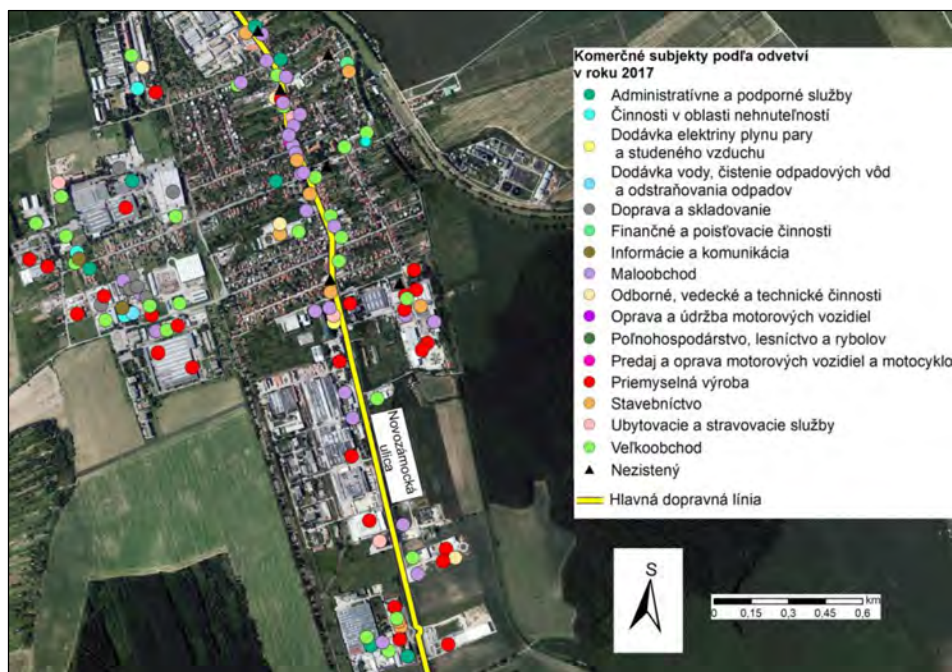 Komerčné subjekty podľa odvetví
v roku 2017
Administratívne a podporné služby
Činnosti v oblasti nehnuteľností
Dodávka elektriny plynu pary
a studeného vzduchu
Dodávka vody, čistenie odpadových vôd
a odstraňovania odpadov
Doprava a skladovanie
Finančné a poisťovacie činnosti
Informácie a komunikácia
Maloobchod
Odborné, vedecké a technické činnosti
Oprava a údržba motorových vozidiel
Poľnohospodárstvo, lesníctvo a rybolov
Predaj a oprava motorových vozidiel a motocyklo
Priemyselná výroba
Stavebníctvo
Ubytovacie a stravovacie služby
Veľkoobchod
Nezistený
Hlavná dopravná línia
Novozámocká
ulica
S
km
0 0,15 0,3 0,45 0,6